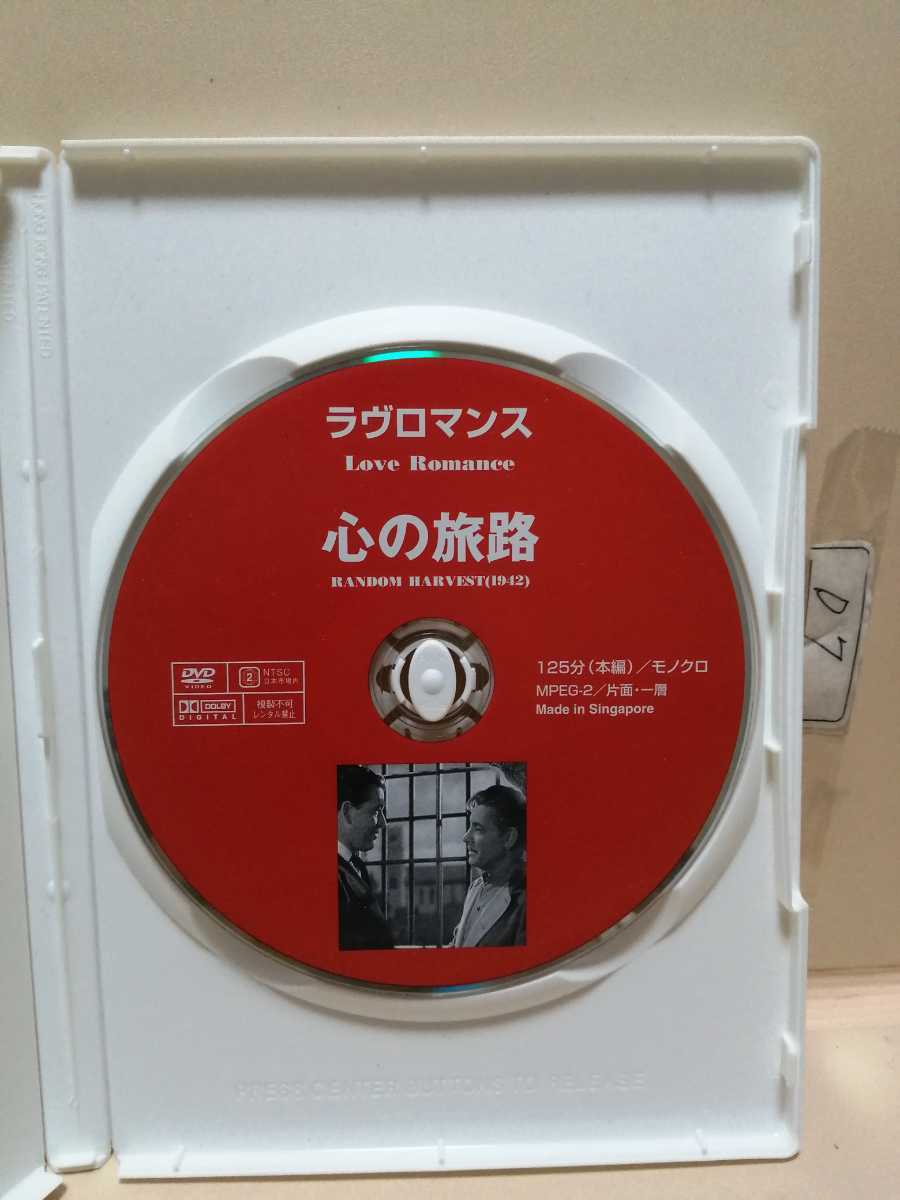 ラヴロマンス
Love Romance
心の旅路
RANDOM HARVEST(1942)
DVD
VIDEO
2
NTSC
日本市場内
DOLBY
DIGITAL
複製不可
レンタル禁止
125分(本編)/モノクロ
MPEG-2/片面・一層
Made in Singapore
PRESS CENTER BUTTONS TO RELEASE